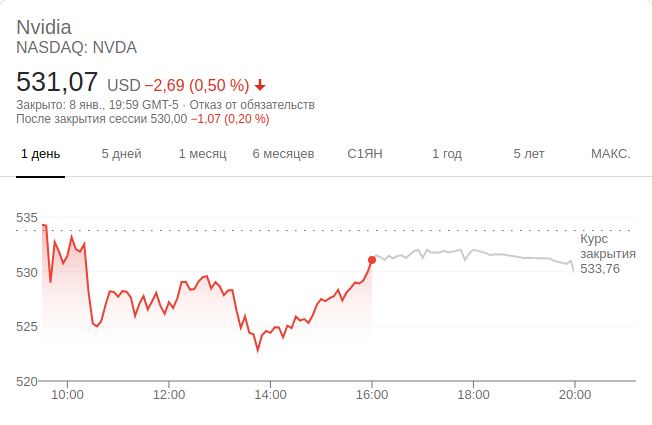 Nvidia
NASDAQ: NVDA
531,07 USD −2,69 (0,50 %)
Закрыто: 8 янв., 19:59 GMT-5 · Отказ от обязательств
После закрытия сессии 530,00 −1,07 (0,20 %)
1 день 5 дней 1 месяц 6 месяцев С1ЯН 1 год 5 лет МАКС.
535
Курс
закрытия
533,76
530
525
520
10:00 12:00 14:00 16:00 18:00 20:00